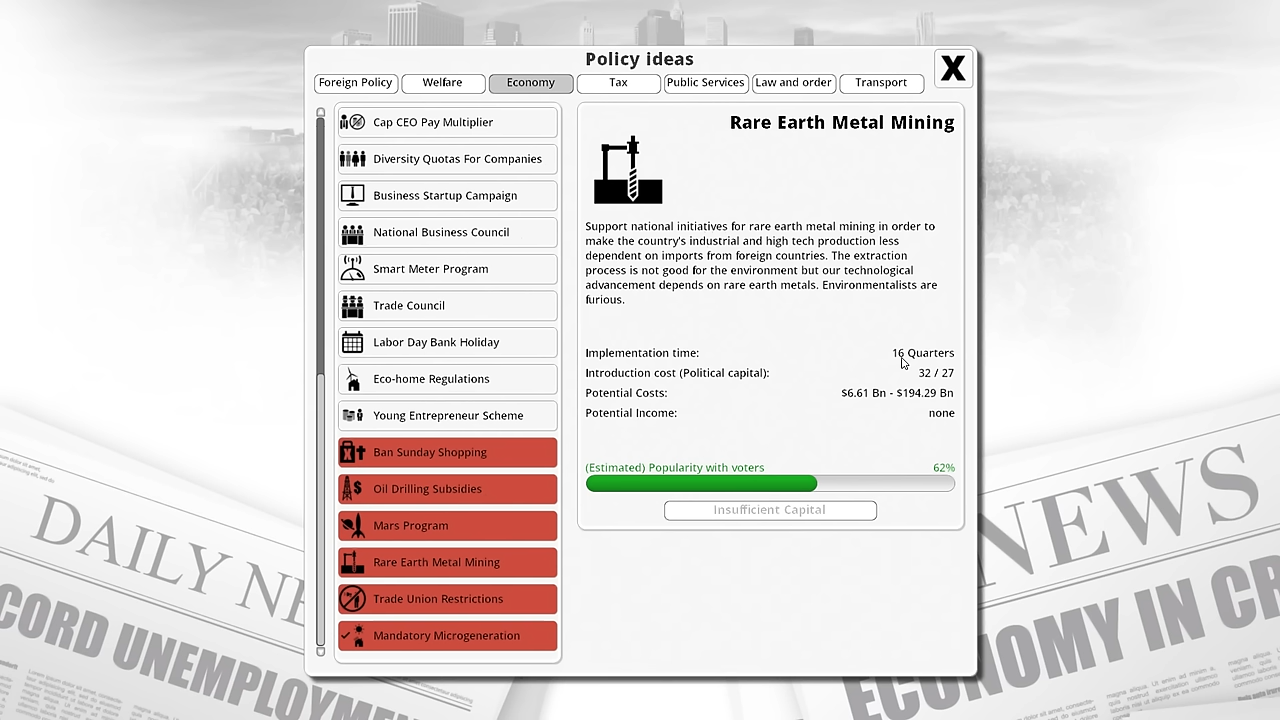 Policy ideas
X
Foreign Policy
Welfare
Economy
Tax
Public Services
Law and order
Transport
Cap CEO Pay Multiplier
Diversity Quotas For Companies
Business Startup Campaign
National Business Council
Smart Meter Program
Trade Council
Labor Day Bank Holiday
Eco-home Regulations
Young Entrepreneur Scheme
Ban Sunday Shopping
Oil Drilling Subsidies
Mars Program
Rare Earth Metal Mining
Trade Union Restrictions
Mandatory Microgeneration
Rare Earth Metal Mining
Support national initiatives for rare earth metal mining in order to
make the country's industrial and high tech production less
dependent on imports from foreign countries. The extraction
process is not good for the environment but our technological
advancement depends on rare earth metals. Environmentalists are
furious.
Implementation time: 16 Quarters
Introduction cost (Political capital): 32 / 27
Potential Costs: $6.61 Bn - $194.29 Bn
Potential Income: none
(Estimated) Popularity with voters 62%
Insufficient Capital
DAILY NE
CORD UNEMPLOYM
NEWS
ECONOMY IN CR